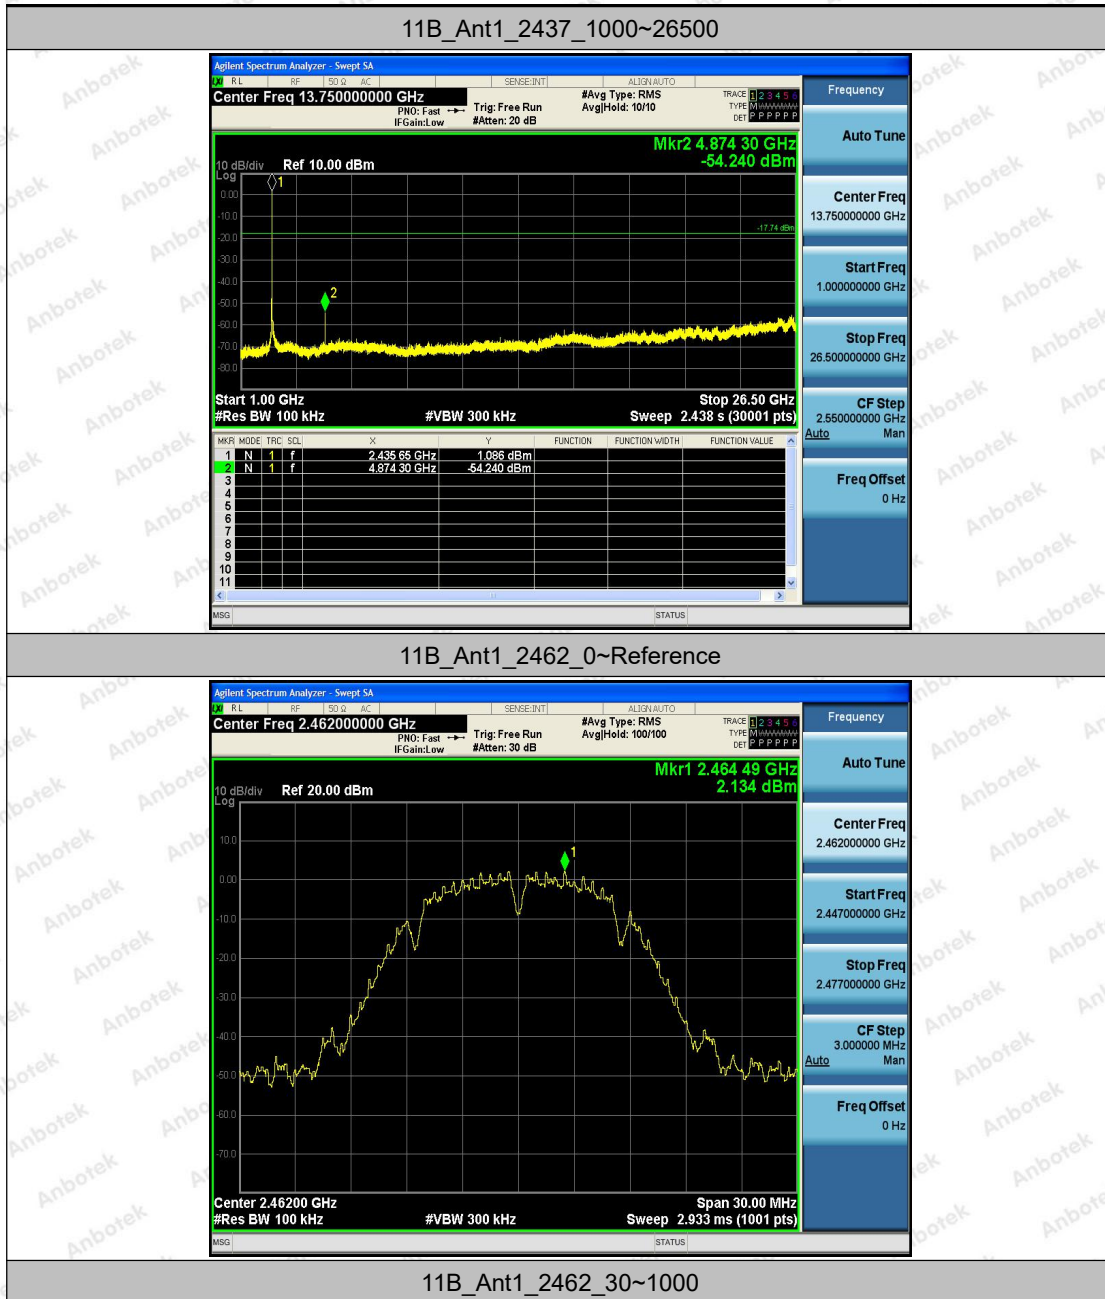 11B_Ant1_2437_1000~26500
Agilent Spectrum Analyzer - Swept SA
RL RF 50 Ω AC SENSE:INT ALIGNAUTO
Center Freq 13.750000000 GHz
PNO: Fast
IFGain:Low
Trig: Free Run
#Atten: 20 dB
#Avg Type: RMS
Avg|Hold: 10/10
TRACE 1 2 3 4 5 6
TYPE M
DET P P P P P P
Mkr2 4.874 30 GHz
-54.240 dBm
10 dB/div Ref 10.00 dBm
Log
1
0.00
-10.0
-17.74 dBm
-20.0
-30.0
-40.0
2
-50.0
-60.0
-70.0
-80.0
Start 1.00 GHz Stop 26.50 GHz
#Res BW 100 kHz #VBW 300 kHz Sweep 2.438 s (30001 pts)
MKR MODE TRC SCL X Y FUNCTION FUNCTION WIDTH FUNCTION VALUE
1 N 1 f 2.435 65 GHz 1.086 dBm
2 N 1 f 4.874 30 GHz -54.240 dBm
3
4
5
6
7
8
9
10
11
MSG STATUS
Frequency
Auto Tune
Center Freq
13.750000000 GHz
Start Freq
1.000000000 GHz
Stop Freq
26.500000000 GHz
CF Step
2.550000000 GHz
Auto Man
Freq Offset
0 Hz
11B_Ant1_2462_0~Reference
Agilent Spectrum Analyzer - Swept SA
RL RF 50 Ω AC SENSE:INT ALIGNAUTO
Center Freq 2.462000000 GHz
PNO: Fast
IFGain:Low
Trig: Free Run
#Atten: 30 dB
#Avg Type: RMS
Avg|Hold: 100/100
TRACE 1 2 3 4 5 6
TYPE M
DET P P P P P P
Mkr1 2.464 49 GHz
2.134 dBm
10 dB/div Ref 20.00 dBm
Log
10.0
1
0.00
-10.0
-20.0
-30.0
-40.0
-50.0
-60.0
-70.0
Center 2.46200 GHz Span 30.00 MHz
#Res BW 100 kHz #VBW 300 kHz Sweep 2.933 ms (1001 pts)
MSG STATUS
Frequency
Auto Tune
Center Freq
2.462000000 GHz
Start Freq
2.447000000 GHz
Stop Freq
2.477000000 GHz
CF Step
3.000000 MHz
Auto Man
Freq Offset
0 Hz
11B_Ant1_2462_30~1000